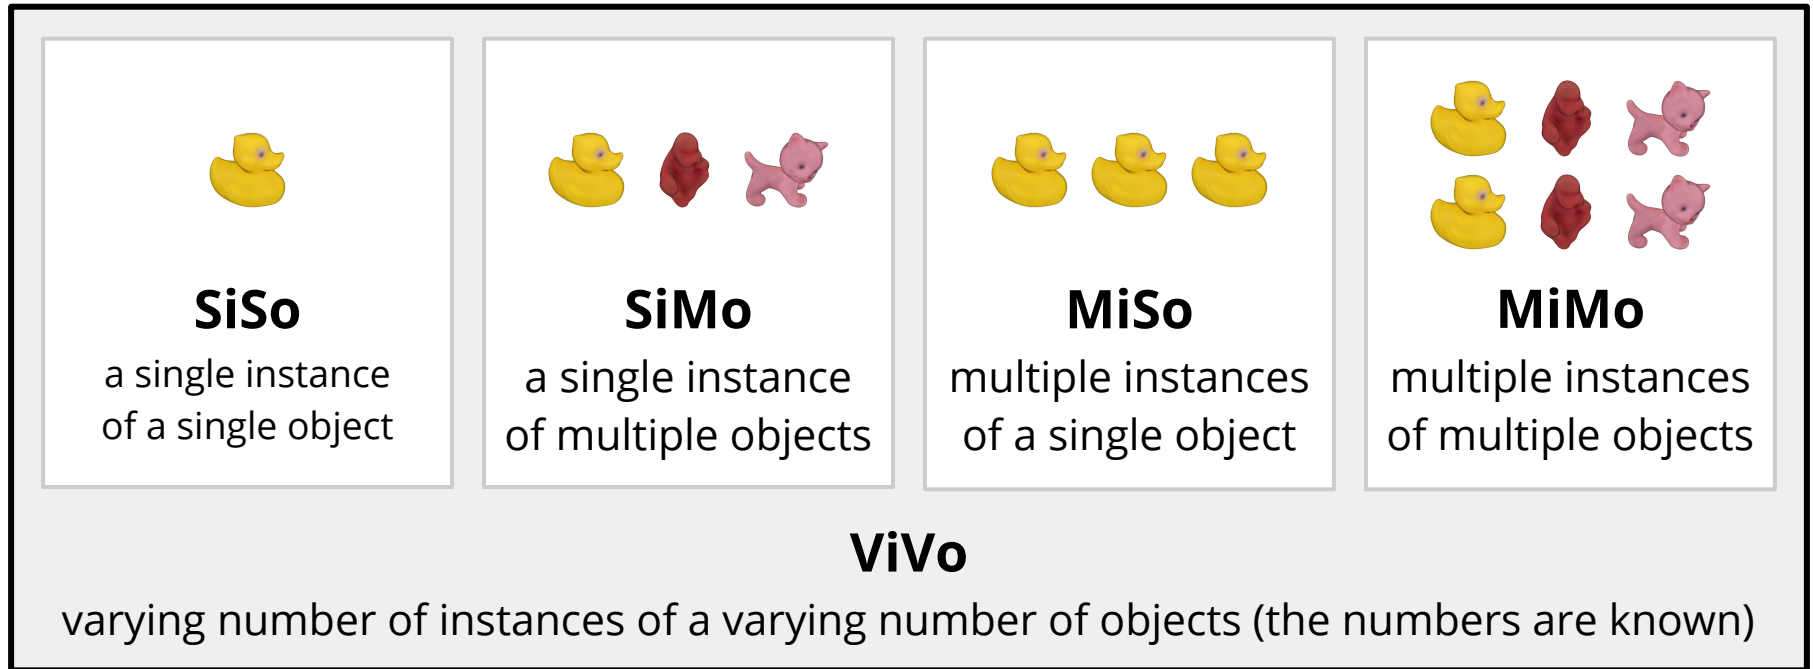 SiSo
a single instance
of a single object
SiMo
a single instance
of multiple objects
MiSo
multiple instances
of a single object
MiMo
multiple instances
of multiple objects
ViVo
varying number of instances of a varying number of objects (the numbers are known)